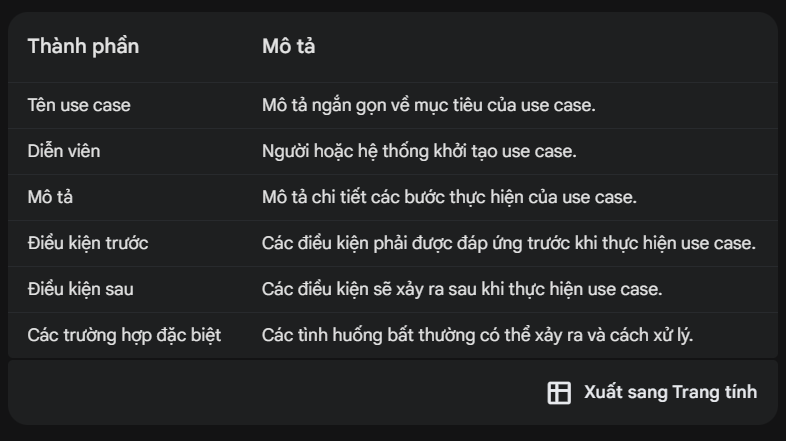 Thành phần Mô tả
Tên use case Mô tả ngắn gọn về mục tiêu của use case.
Diễn viên Người hoặc hệ thống khởi tạo use case.
Mô tả Mô tả chi tiết các bước thực hiện của use case.
Điều kiện trước Các điều kiện phải được đáp ứng trước khi thực hiện use case.
Điều kiện sau Các điều kiện sẽ xảy ra sau khi thực hiện use case.
Các trường hợp đặc biệt Các tình huống bất thường có thể xảy ra và cách xử lý.
Xuất sang Trang tính